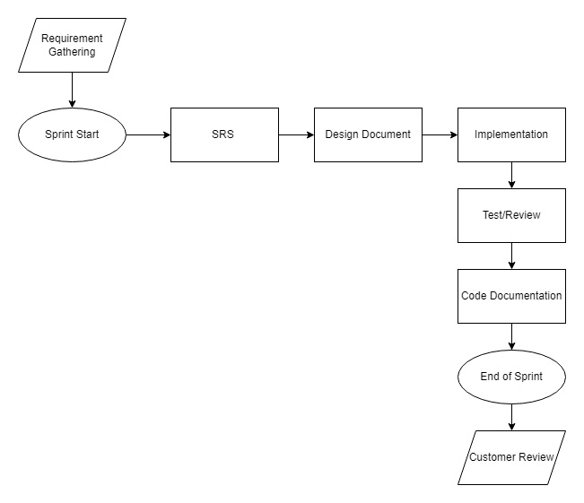 Requirement
Gathering
Sprint Start
SRS
Design Document
Implementation
Test/Review
Code Documentation
End of Sprint
Customer Review